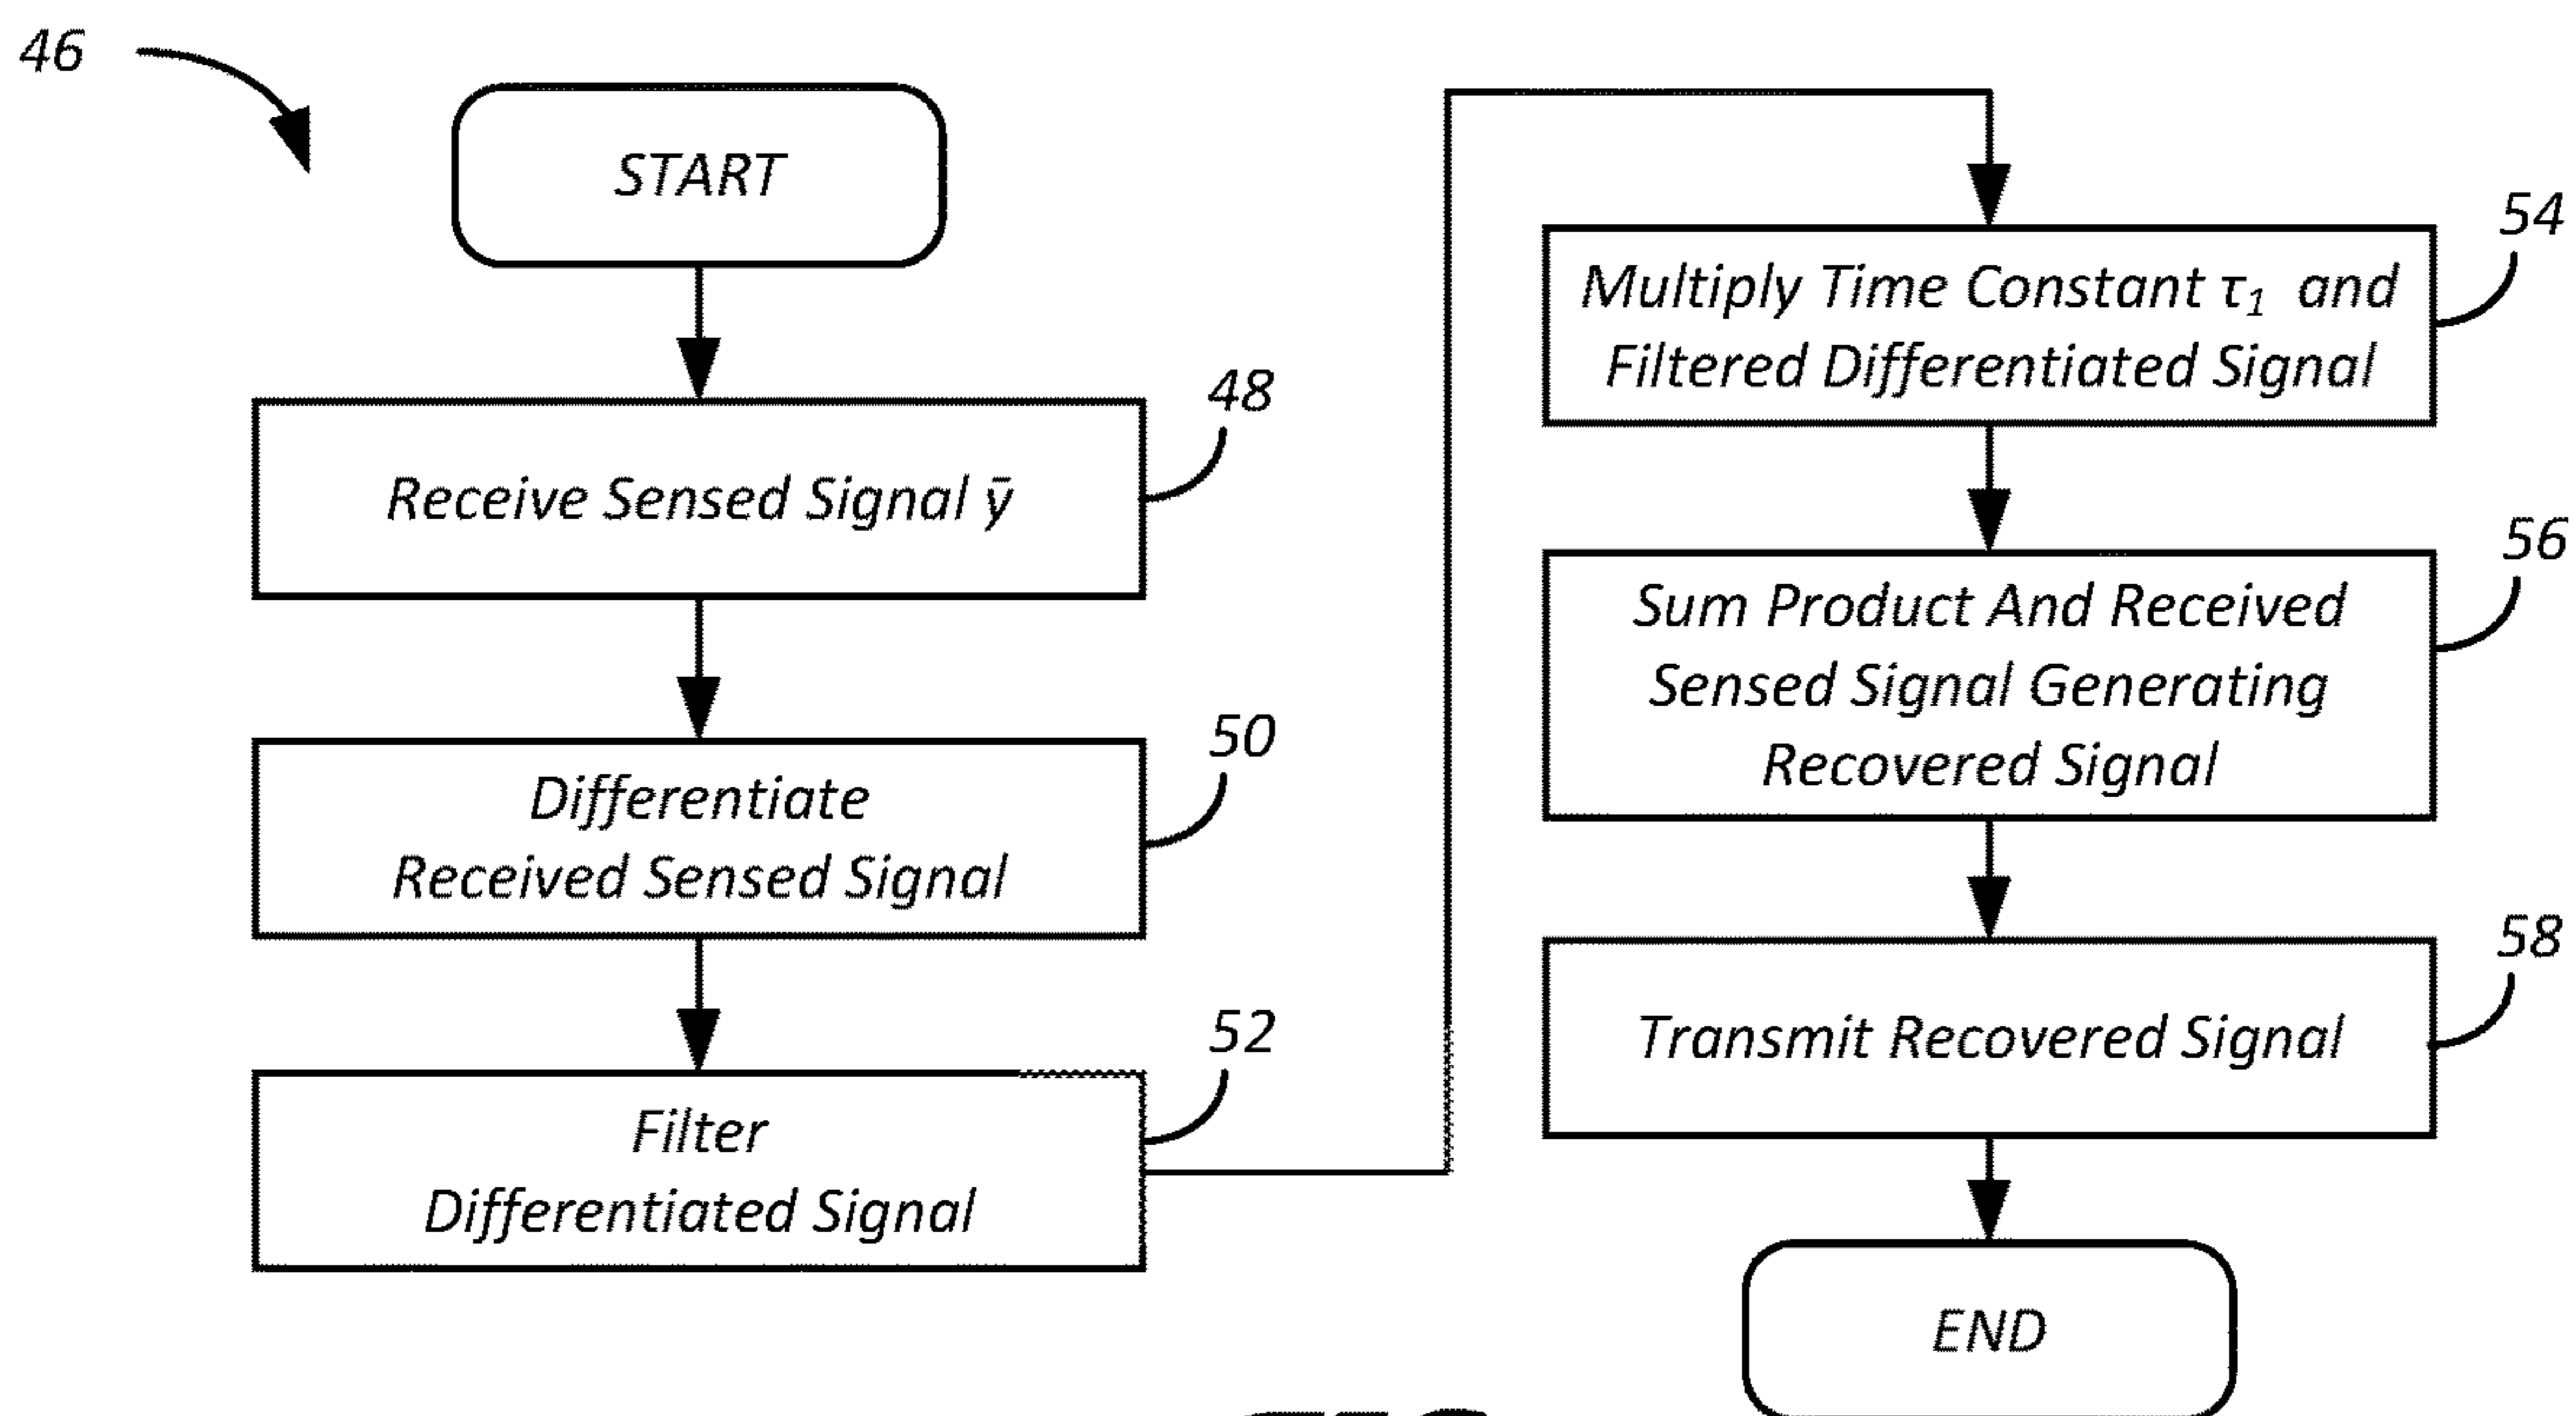 46
START
48
Receive Sensed Signal ȳ
50
Differentiate
Received Sensed Signal
52
Filter
Differentiated Signal
54
Multiply Time Constant τ₁ and
Filtered Differentiated Signal
56
Sum Product And Received
Sensed Signal Generating
Recovered Signal
58
Transmit Recovered Signal
END